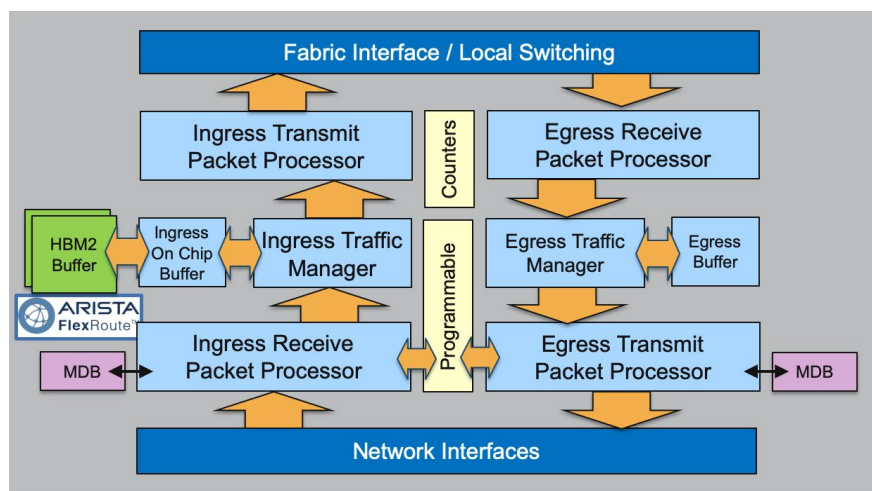 Fabric Interface / Local Switching
Ingress Transmit
Packet Processor
Counters
Egress Receive
Packet Processor
HBM2
Buffer
Ingress
On Chip
Buffer
Ingress Traffic
Manager
Programmable
Egress Traffic
Manager
Egress
Buffer
ARISTA
FlexRoute™
Ingress Receive
Packet Processor
Egress Transmit
Packet Processor
MDB
MDB
Network Interfaces